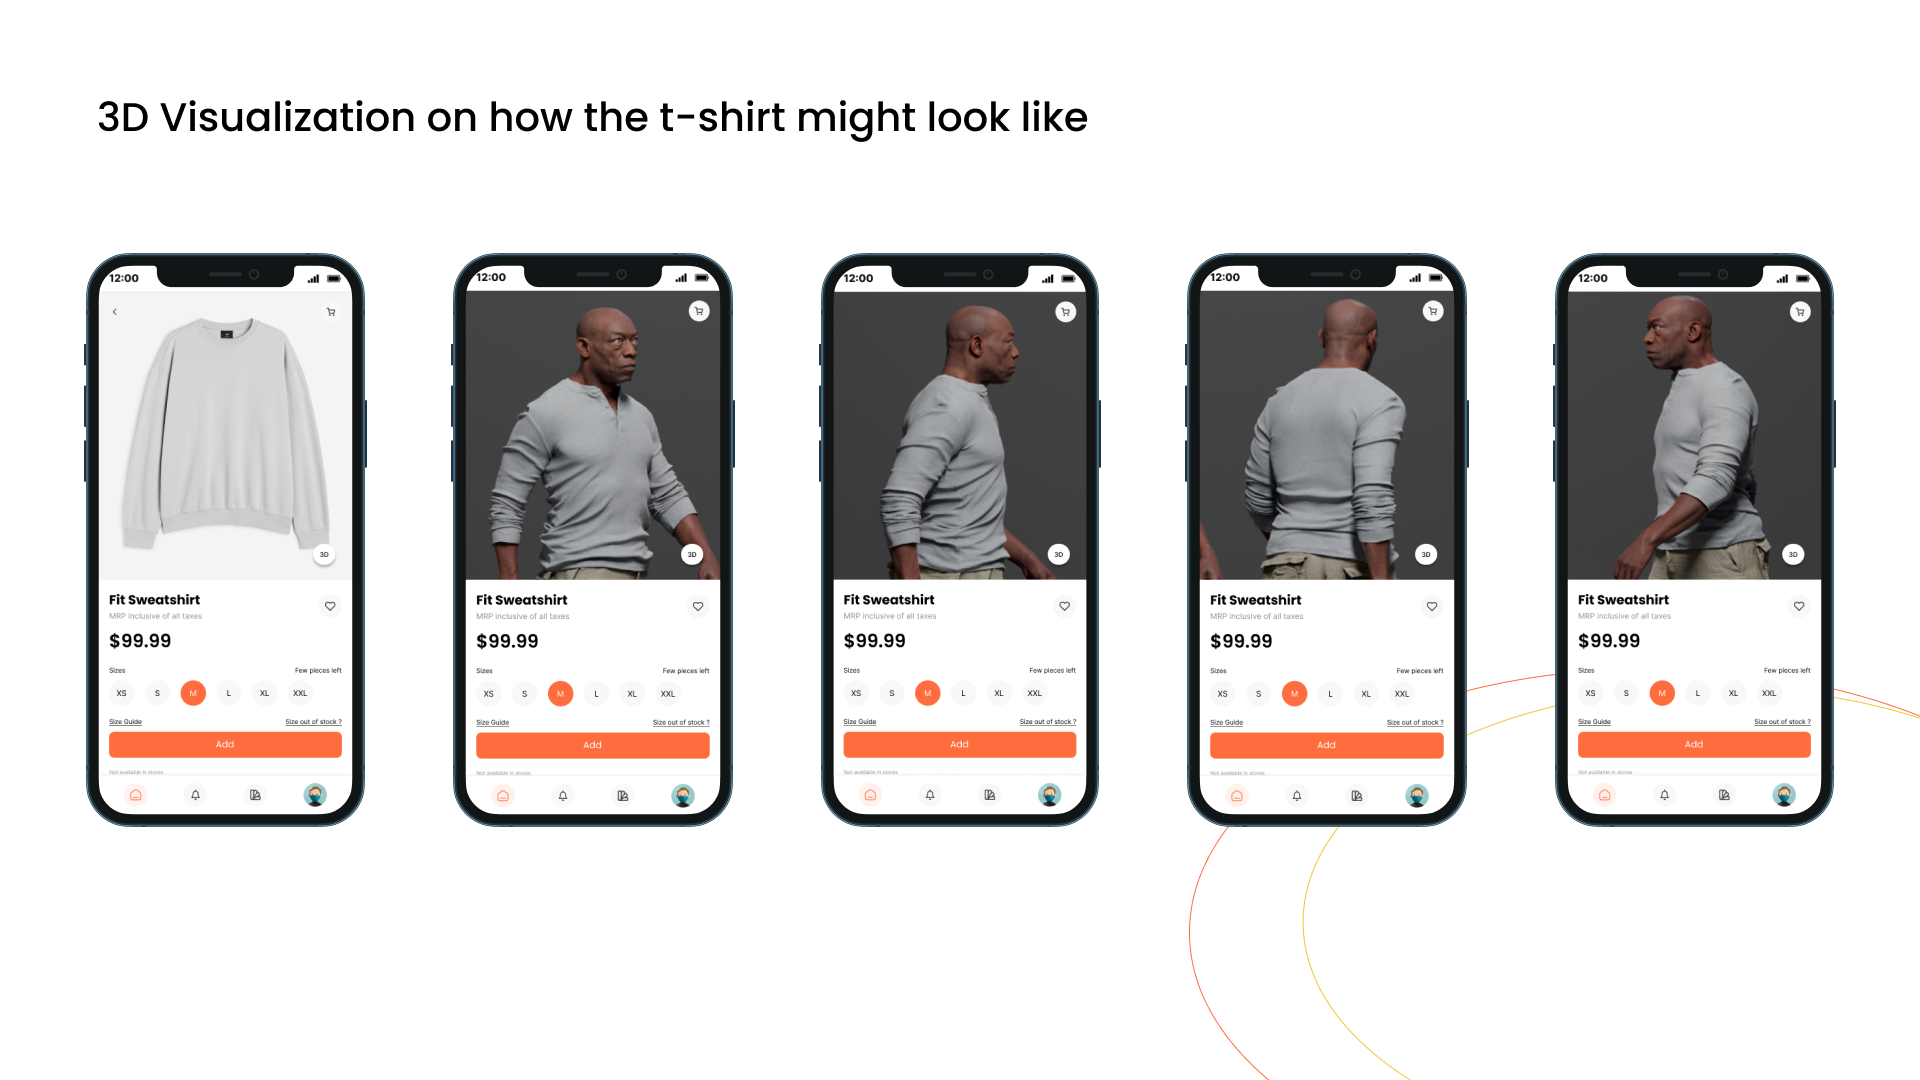 3D Visualization on how the t-shirt might look like
12:00
3D
Fit Sweatshirt
MRP inclusive of all taxes
$99.99
Sizes Few pieces left
XS S M L XL XXL
Size Guide Size out of stock ?
Add
Not available in stores
12:00
3D
Fit Sweatshirt
MRP inclusive of all taxes
$99.99
Sizes Few pieces left
XS S M L XL XXL
Size Guide Size out of stock ?
Add
Not available in stores
12:00
3D
Fit Sweatshirt
MRP inclusive of all taxes
$99.99
Sizes Few pieces left
XS S M L XL XXL
Size Guide Size out of stock ?
Add
Not available in stores
12:00
3D
Fit Sweatshirt
MRP inclusive of all taxes
$99.99
Sizes Few pieces left
XS S M L XL XXL
Size Guide Size out of stock ?
Add
Not available in stores
12:00
3D
Fit Sweatshirt
MRP inclusive of all taxes
$99.99
Sizes Few pieces left
XS S M L XL XXL
Size Guide Size out of stock ?
Add
Not available in stores